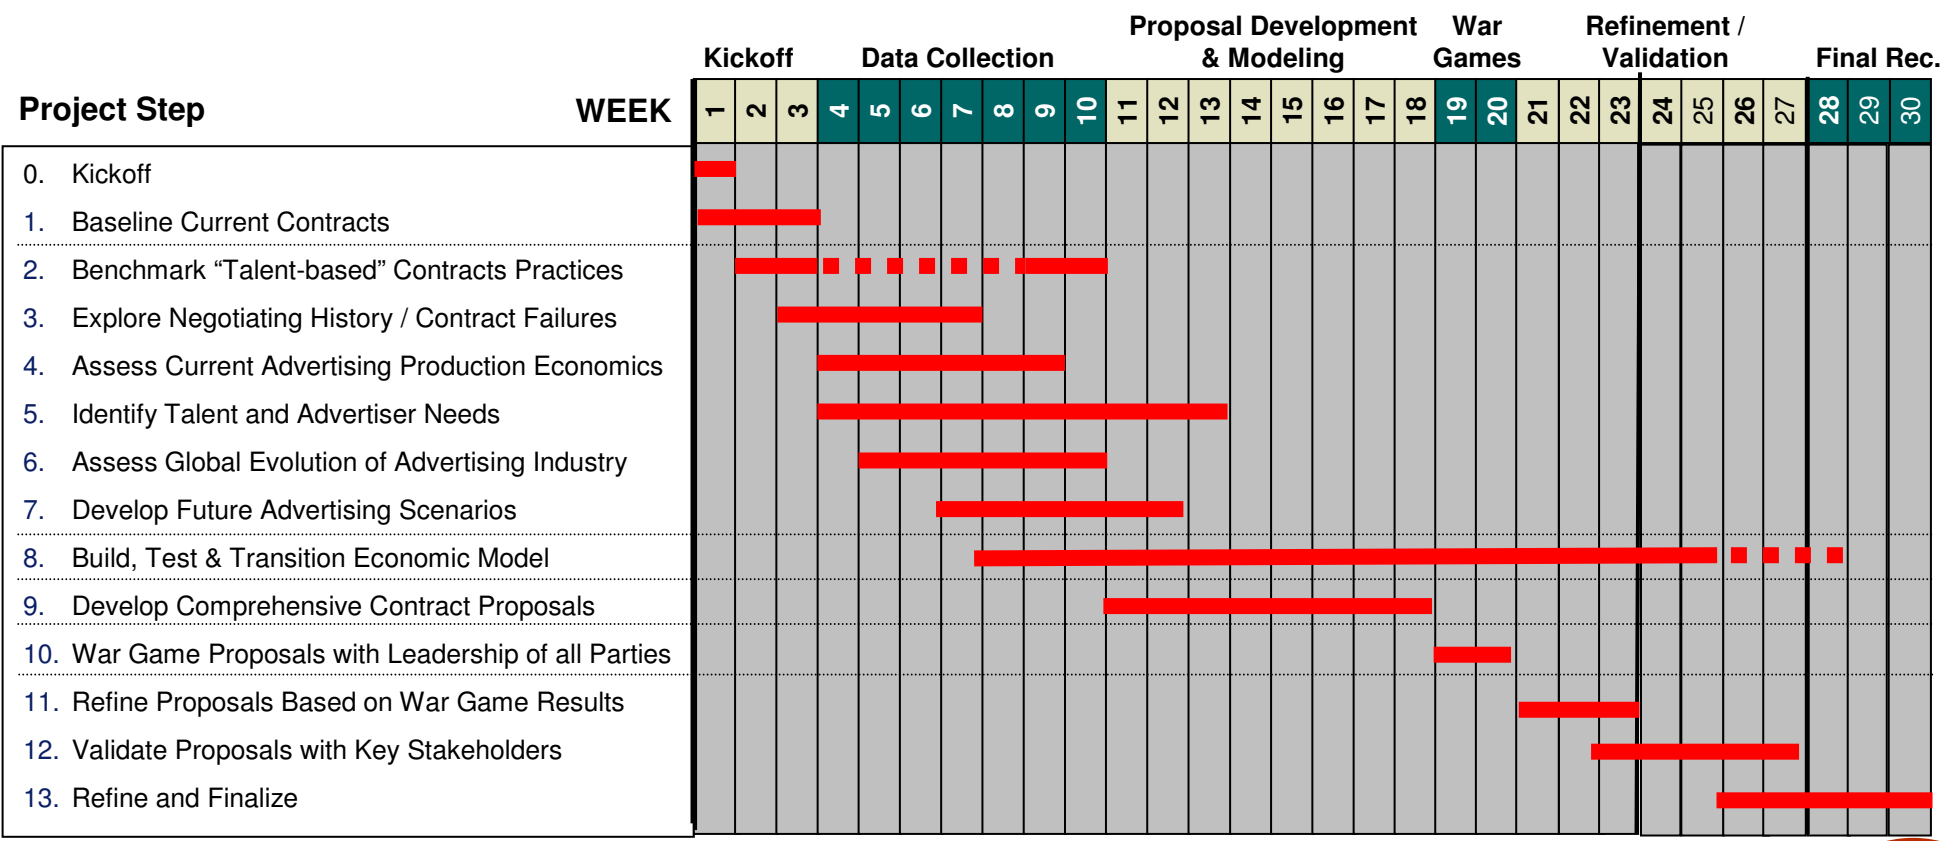 Proposal Development War Refinement /
Kickoff Data Collection & Modeling Games Validation Final Rec.
Project Step WEEK 1 2 3 4 5 6 7 8 9 10 11 12 13 14 15 16 17 18 19 20 21 22 23 24 25 26 27 28 29 30
0. Kickoff
1. Baseline Current Contracts
2. Benchmark “Talent-based” Contracts Practices
3. Explore Negotiating History / Contract Failures
4. Assess Current Advertising Production Economics
5. Identify Talent and Advertiser Needs
6. Assess Global Evolution of Advertising Industry
7. Develop Future Advertising Scenarios
8. Build, Test & Transition Economic Model
9. Develop Comprehensive Contract Proposals
10. War Game Proposals with Leadership of all Parties
11. Refine Proposals Based on War Game Results
12. Validate Proposals with Key Stakeholders
13. Refine and Finalize